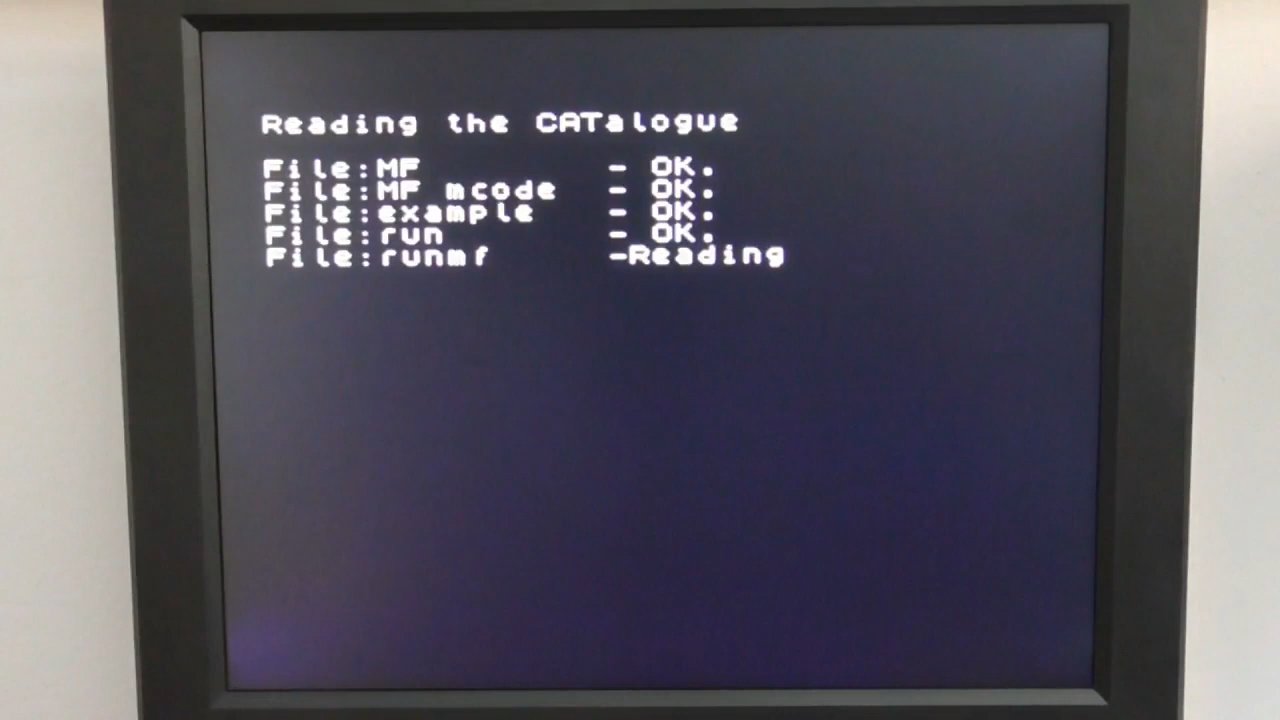 Reading the CATalogue
File:MF - OK.
File:MF mcode - OK.
File:example - OK.
File:run - OK.
File:runmf -Reading